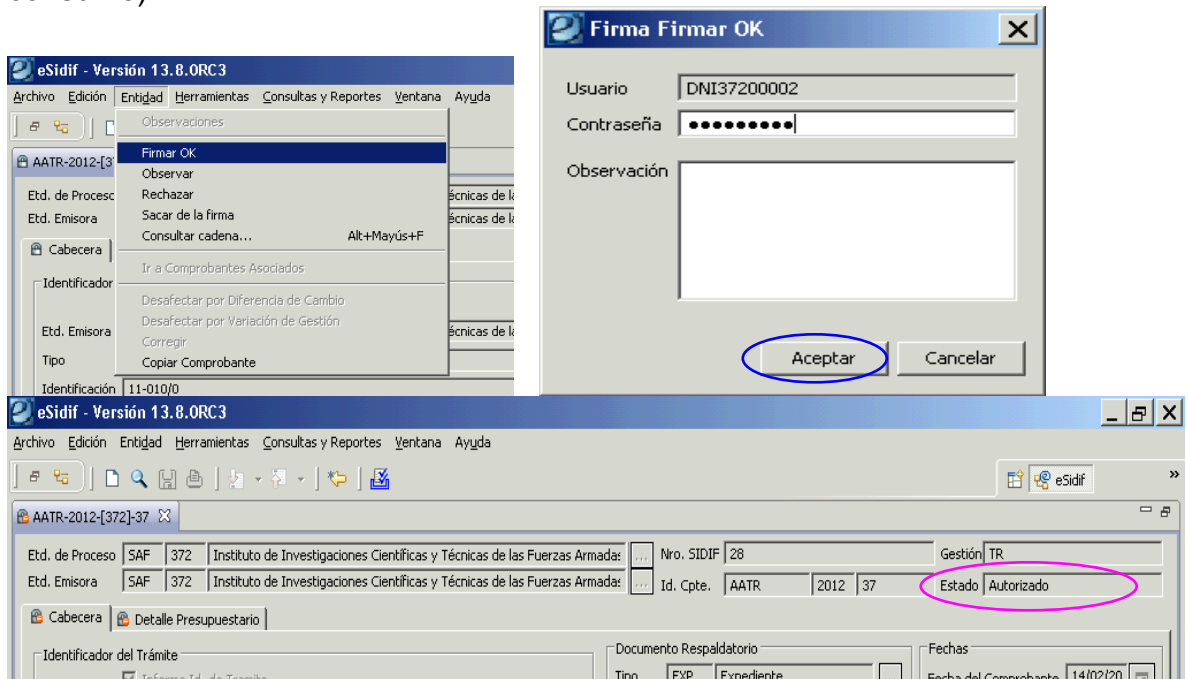 eSidif - Versión 13.8.0RC3
Archivo Edición Entidad Herramientas Consultas y Reportes Ventana Ayuda
Observaciones
Firmar OK
Observar
Rechazar
Sacar de la firma
Consultar cadena... Alt+Mayús+F
Ir a Comprobantes Asociados
Desafectar por Diferencia de Cambio
Desafectar por Variación de Gestión
Corregir
Copiar Comprobante
AATR-2012-[3
Etd. de Proceso
Etd. Emisora
écnicas de la
écnicas de la
Cabecera
Identificador
Etd. Emisora
écnicas de la
Tipo
Identificación 11-010/0
Firma Firmar OK
Usuario DNI37200002
Contraseña ●●●●●●●●●
Observación
Aceptar Cancelar
eSidif - Versión 13.8.0RC3
Archivo Edición Entidad Herramientas Consultas y Reportes Ventana Ayuda
eSidif »
AATR-2012-[372]-37
Etd. de Proceso SAF 372 Instituto de Investigaciones Científicas y Técnicas de las Fuerzas Armadas ... Nro. SIDIF 28 Gestión TR
Etd. Emisora SAF 372 Instituto de Investigaciones Científicas y Técnicas de las Fuerzas Armadas ... Id. Cpte. AATR 2012 37 Estado Autorizado
Cabecera Detalle Presupuestario
Identificador del Trámite Documento Respaldatorio Fechas
Informa Id. de Tramite Tipo EXP Expediente ... Fecha del Comprobante 14/02/20